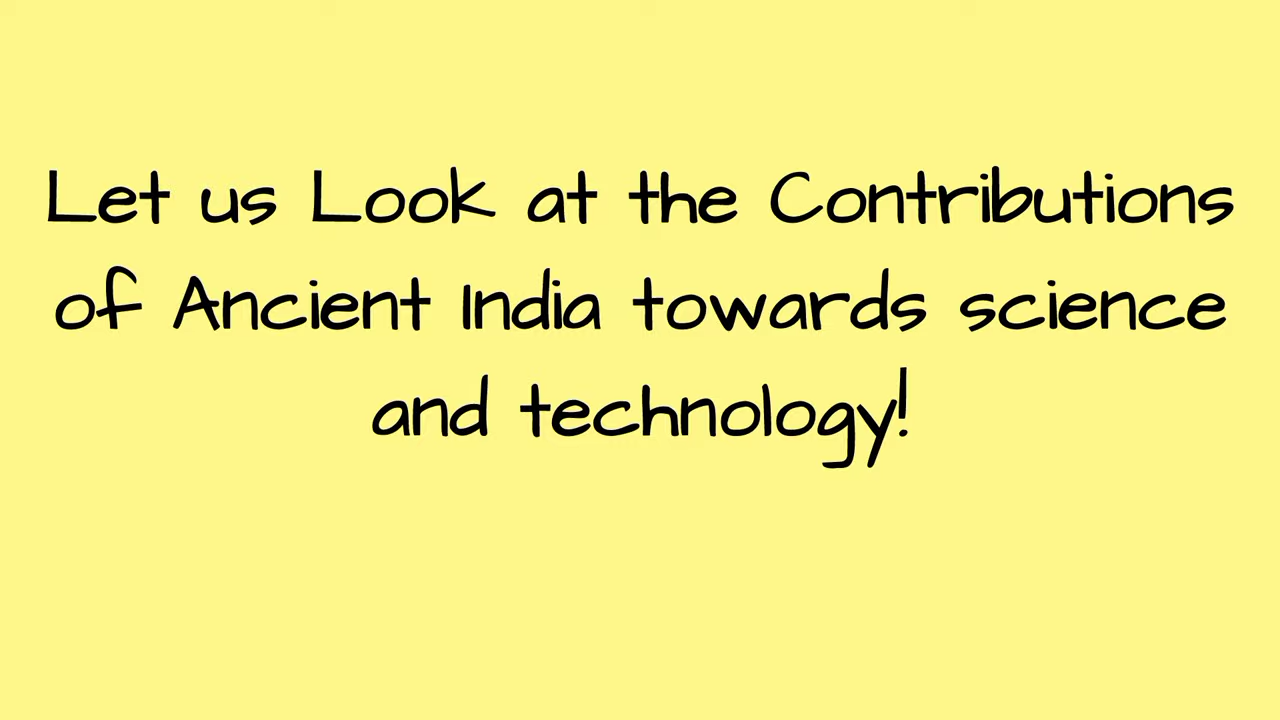 Let us Look at the Contributions
of Ancient India towards science
and technology!